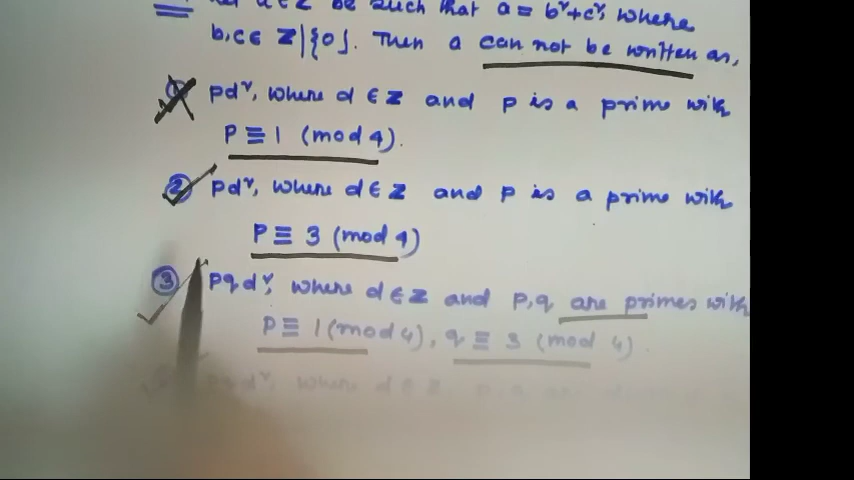 be such that a = b²+c², where
b,c ∈ Z|{0}. Then a can not be written as,
① pd², where d ∈ Z and p is a prime with
P ≡ 1 (mod 4).
② pd², where d ∈ Z and p is a prime with
P ≡ 3 (mod 4)
③ pqd², where d ∈ Z and p,q are primes with
P ≡ 1 (mod 4), q ≡ 3 (mod 4).
pqd², where d ∈ Z